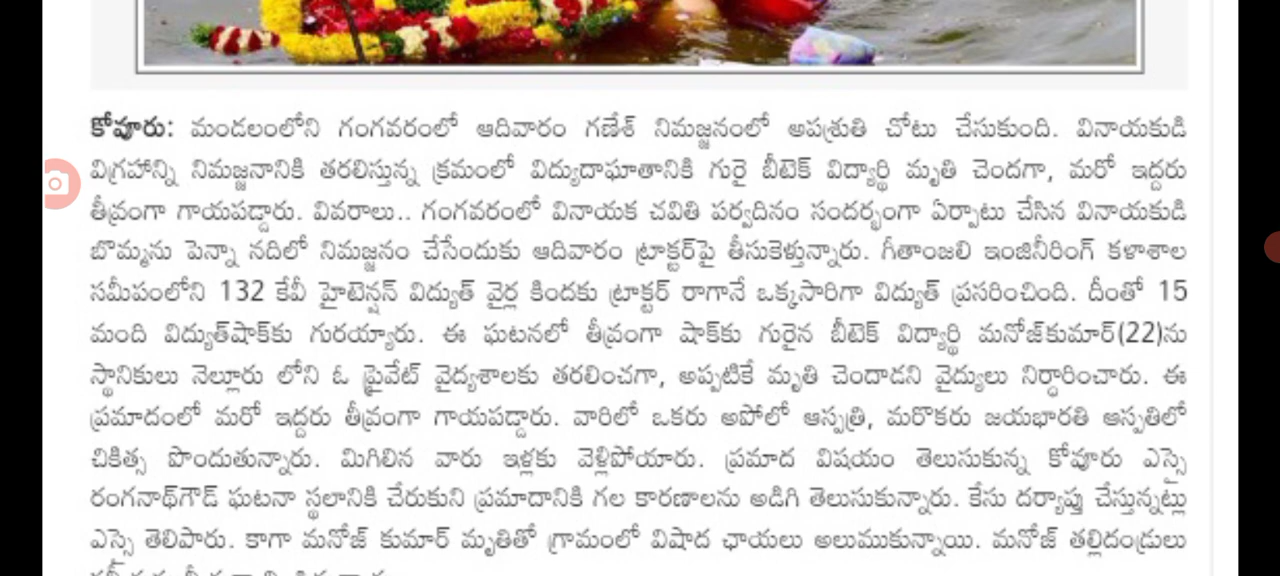 కోవూరు: మండలంలోని గంగవరంలో ఆదివారం గణేశ్ నిమజ్జనంలో అపశ్రుతి చోటు చేసుకుంది. వినాయకుడి
విగ్రహాన్ని నిమజ్జనానికి తరలిస్తున్న క్రమంలో విద్యుదాఘాతానికి గురై బీటెక్ విద్యార్థి మృతి చెందగా, మరో ఇద్దరు
తీవ్రంగా గాయపడ్డారు. వివరాలు.. గంగవరంలో వినాయక చవితి పర్వదినం సందర్భంగా ఏర్పాటు చేసిన వినాయకుడి
బొమ్మను పెన్నా నదిలో నిమజ్జనం చేసేందుకు ఆదివారం ట్రాక్టర్‌పై తీసుకెళ్తున్నారు. గీతాంజలి ఇంజినీరింగ్ కళాశాల
సమీపంలోని 132 కేవీ హైటెన్షన్ విద్యుత్ వైర్ల కిందకు ట్రాక్టర్ రాగానే ఒక్కసారిగా విద్యుత్ ప్రసరించింది. దీంతో 15
మంది విద్యుత్‌షాక్‌కు గురయ్యారు. ఈ ఘటనలో తీవ్రంగా షాక్‌కు గురైన బీటెక్ విద్యార్థి మనోజ్‌కుమార్(22)ను
స్థానికులు నెల్లూరు లోని ఓ ప్రైవేట్ వైద్యశాలకు తరలించగా, అప్పటికే మృతి చెందాడని వైద్యులు నిర్ధారించారు. ఈ
ప్రమాదంలో మరో ఇద్దరు తీవ్రంగా గాయపడ్డారు. వారిలో ఒకరు అపోలో ఆస్పత్రి, మరొకరు జయభారతి ఆస్పతిలో
చికిత్స పొందుతున్నారు. మిగిలిన వారు ఇళ్లకు వెళ్లిపోయారు. ప్రమాద విషయం తెలుసుకున్న కోవూరు ఎస్సై
రంగనాథ్‌గౌడ్ ఘటనా స్థలానికి చేరుకుని ప్రమాదానికి గల కారణాలను అడిగి తెలుసుకున్నారు. కేసు దర్యాప్తు చేస్తున్నట్లు
ఎస్సై తెలిపారు. కాగా మనోజ్ కుమార్ మృతితో గ్రామంలో విషాద ఛాయలు అలుముకున్నాయి. మనోజ్ తల్లిదండ్రులు